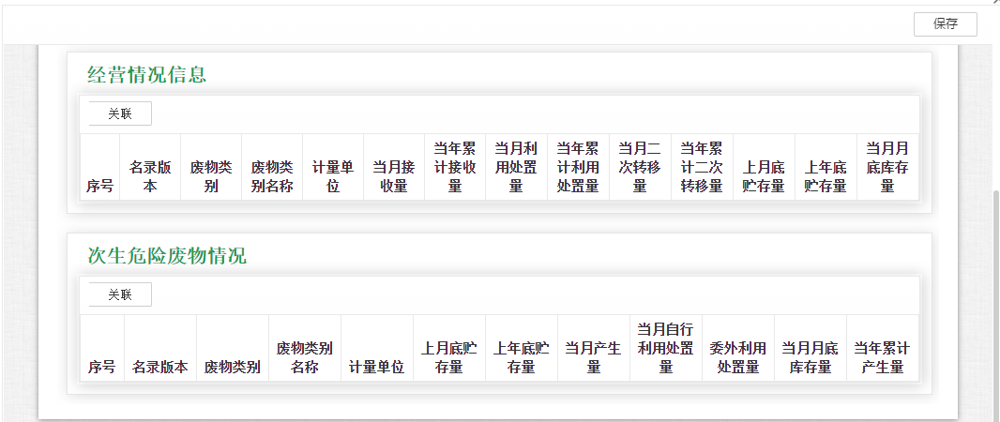 保存
经营情况信息
关联
序号 名录版本 废物类别 废物类别名称 计量单位 当月接收量 当年累计接收量 当月利用处置量 当年累计利用处置量 当月二次转移量 当年累计二次转移量 上月底贮存量 上年底贮存量 当月月底库存量
次生危险废物情况
关联
序号 名录版本 废物类别 废物类别名称 计量单位 上月底贮存量 上年底贮存量 当月产生量 当月自行利用处置量 委外利用处置量 当月月底库存量 当年累计产生量